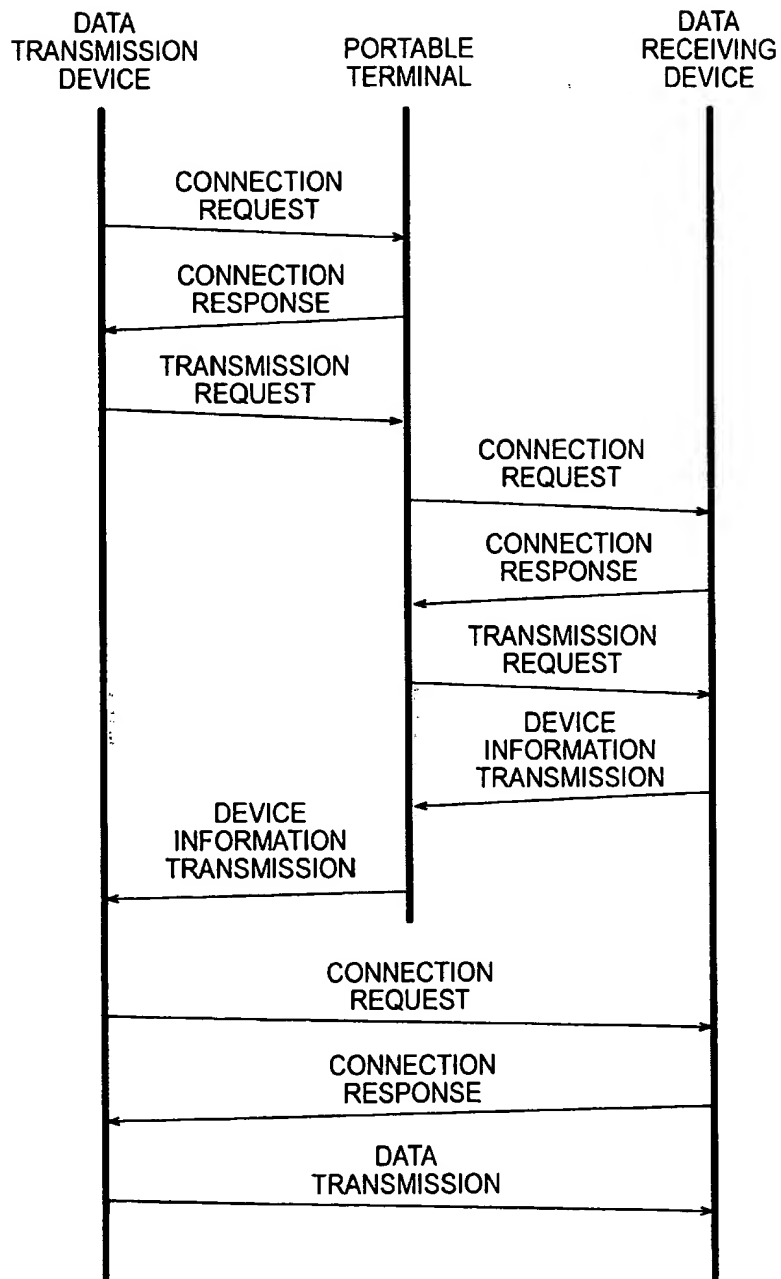 DATA
TRANSMISSION
DEVICE
PORTABLE
TERMINAL
DATA
RECEIVING
DEVICE
CONNECTION
REQUEST
CONNECTION
RESPONSE
TRANSMISSION
REQUEST
CONNECTION
REQUEST
CONNECTION
RESPONSE
TRANSMISSION
REQUEST
DEVICE
INFORMATION
TRANSMISSION
DEVICE
INFORMATION
TRANSMISSION
CONNECTION
REQUEST
CONNECTION
RESPONSE
DATA
TRANSMISSION